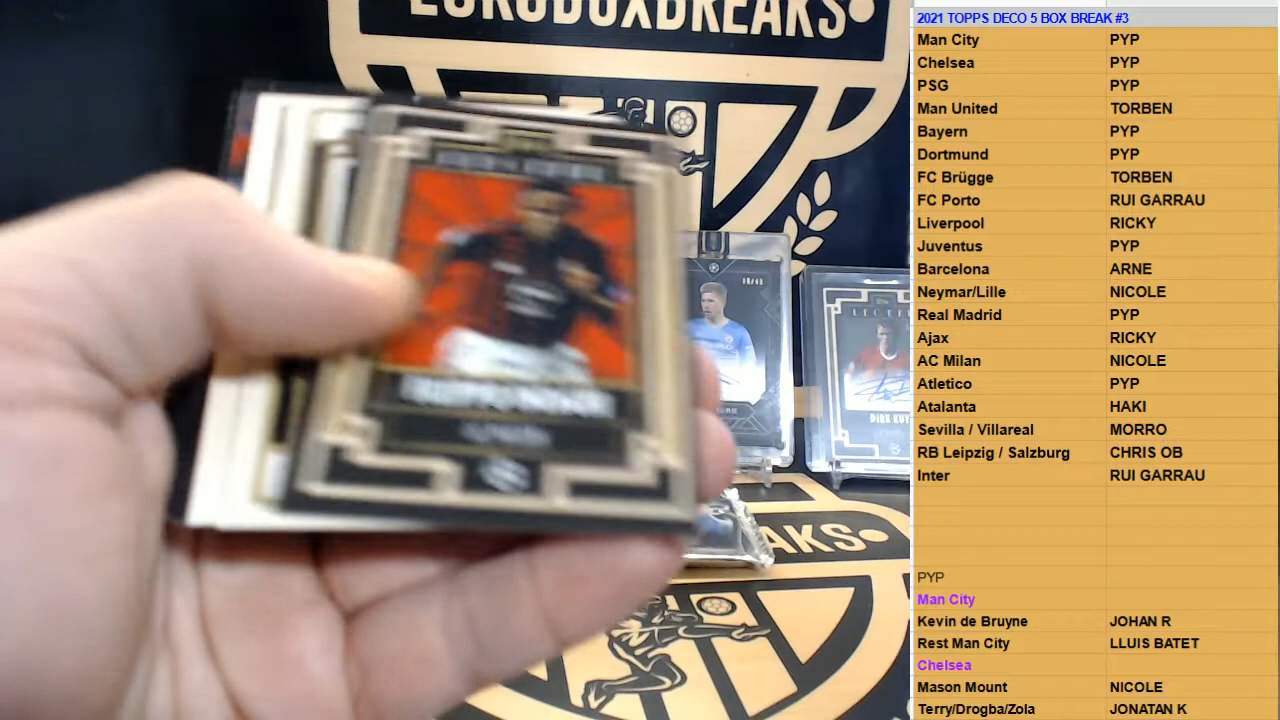 EUROBOXBREAKS
DIRK KUYT
AKS
2021 TOPPS DECO 5 BOX BREAK #3
Man City PYP
Chelsea PYP
PSG PYP
Man United TORBEN
Bayern PYP
Dortmund PYP
FC Brügge TORBEN
FC Porto RUI GARRAU
Liverpool RICKY
Juventus PYP
Barcelona ARNE
Neymar/Lille NICOLE
Real Madrid PYP
Ajax RICKY
AC Milan NICOLE
Atletico PYP
Atalanta HAKI
Sevilla / Villareal MORRO
RB Leipzig / Salzburg CHRIS OB
Inter RUI GARRAU
PYP
Man City
Kevin de Bruyne JOHAN R
Rest Man City LLUIS BATET
Chelsea
Mason Mount NICOLE
Terry/Drogba/Zola JONATAN K